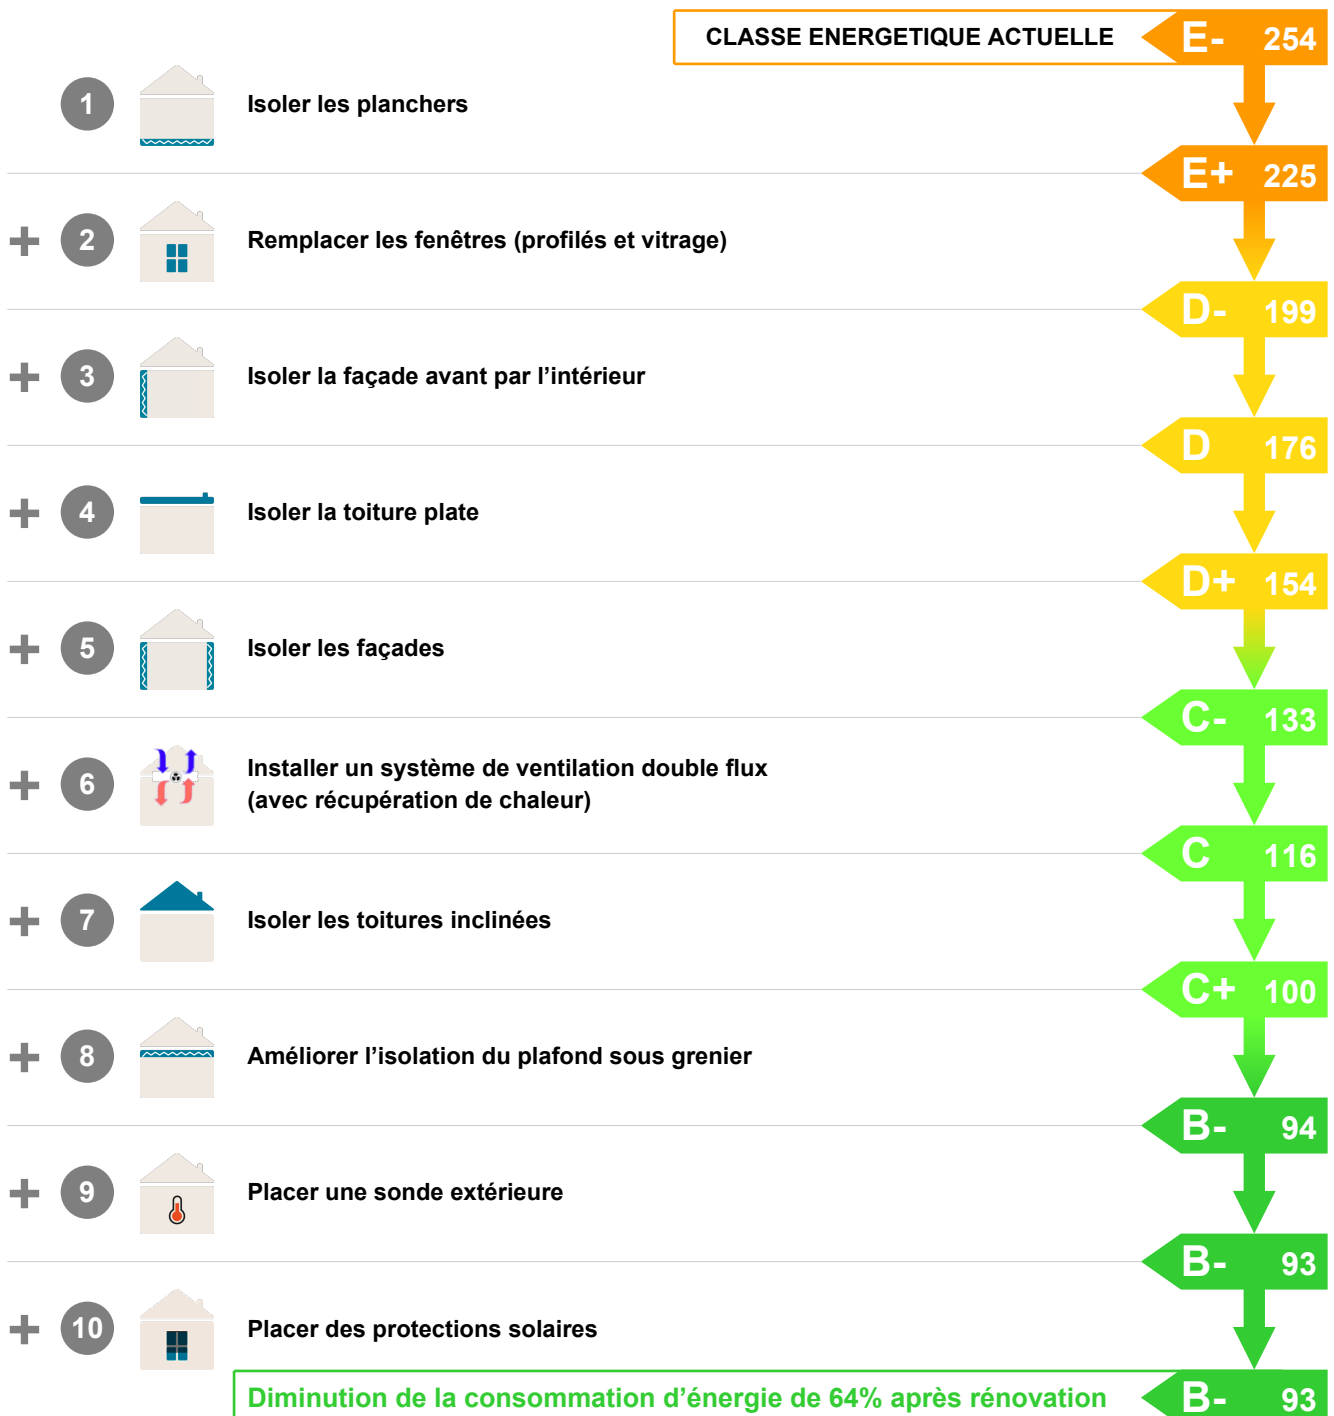 CLASSE ENERGETIQUE ACTUELLE E- 254
1 Isoler les planchers
E+ 225
+ 2 Remplacer les fenêtres (profilés et vitrage)
D- 199
+ 3 Isoler la façade avant par l’intérieur
D 176
+ 4 Isoler la toiture plate
D+ 154
+ 5 Isoler les façades
C- 133
+ 6 Installer un système de ventilation double flux
(avec récupération de chaleur)
C 116
+ 7 Isoler les toitures inclinées
C+ 100
+ 8 Améliorer l’isolation du plafond sous grenier
B- 94
+ 9 Placer une sonde extérieure
B- 93
+ 10 Placer des protections solaires
Diminution de la consommation d’énergie de 64% après rénovation B- 93